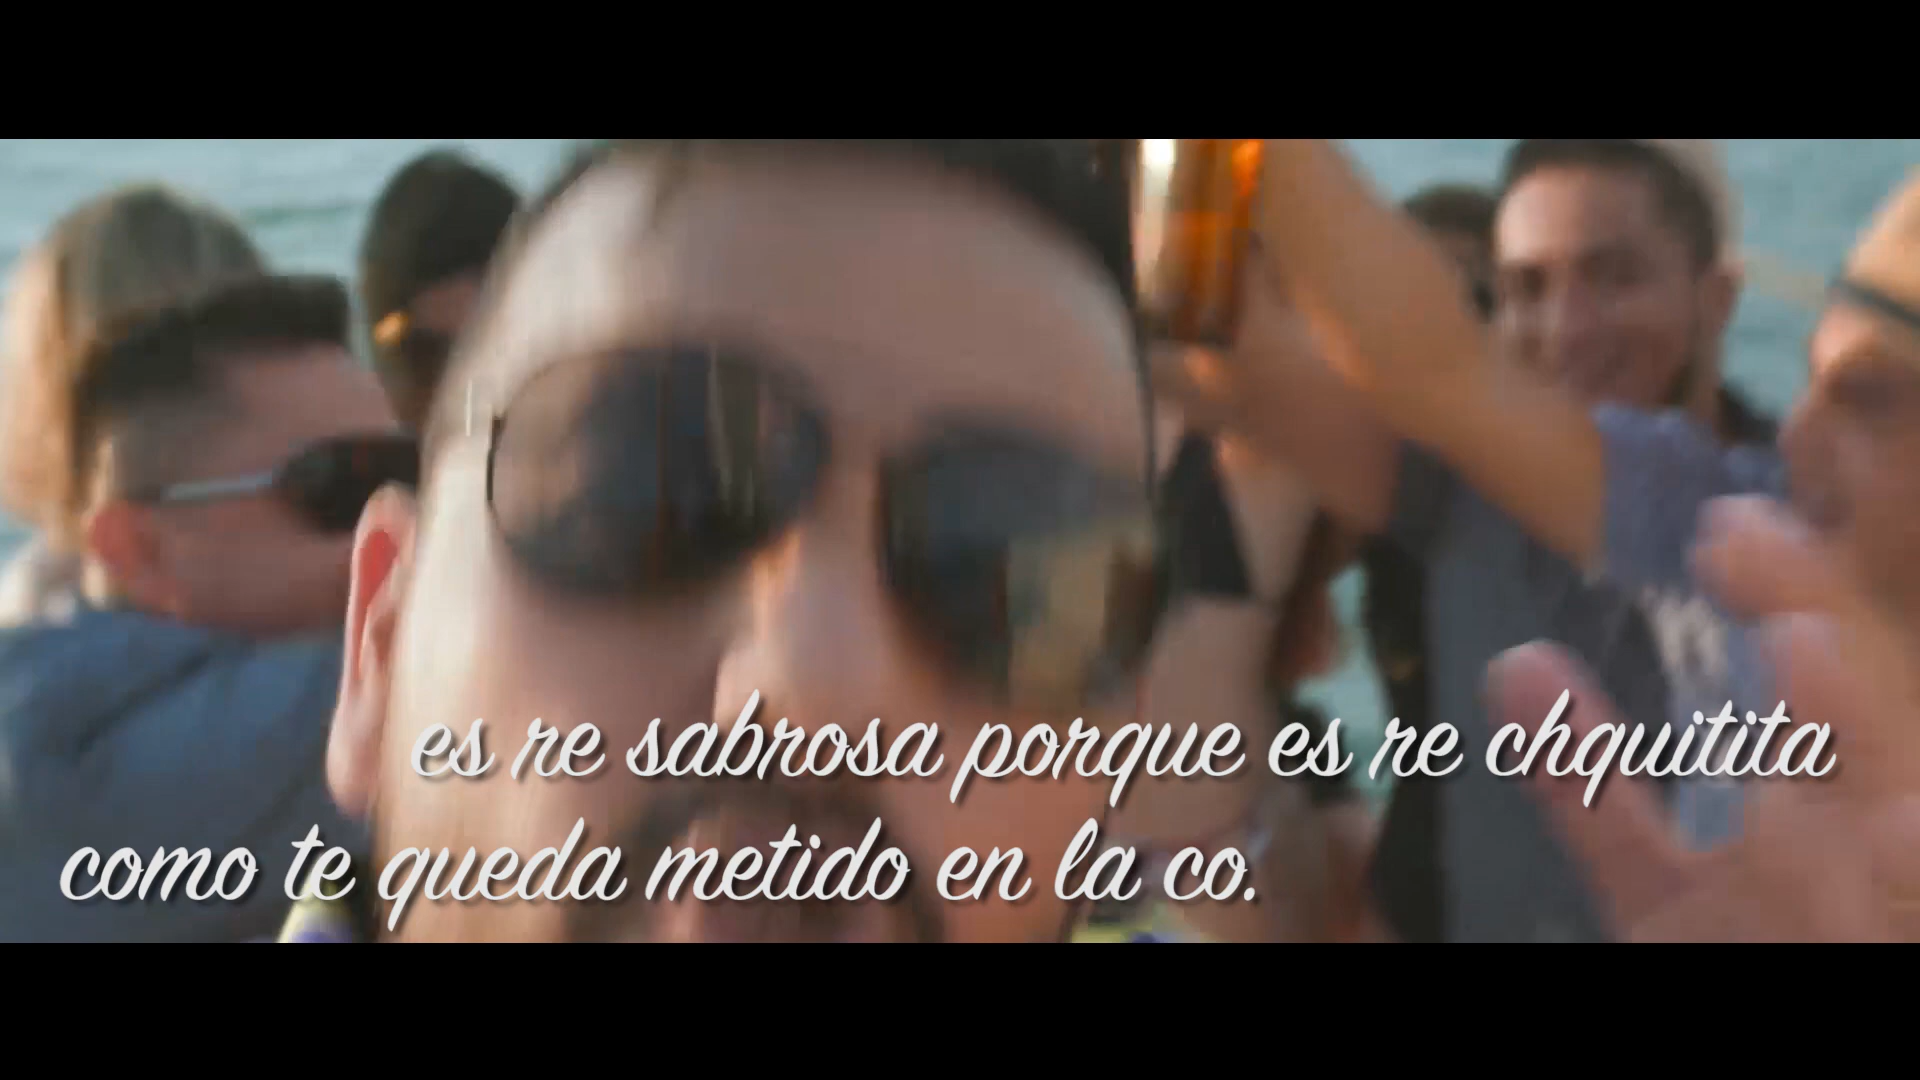 es re sabrosa porque es re chquitita
como te queda metido en la co.